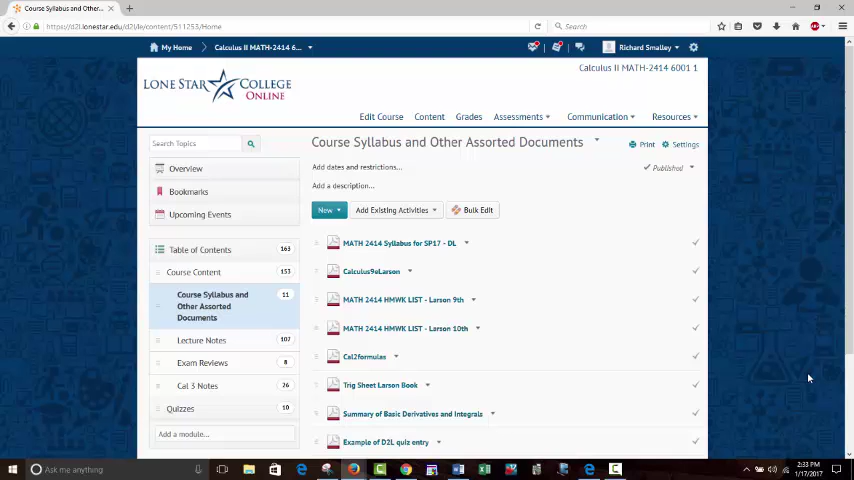 Course Syllabus and Other...
https://d2l.lonestar.edu/d2l/le/content/511253/Home
Search
My Home
Calculus II MATH-2414 6...
Richard Smalley
LONE STAR COLLEGE
ONLINE
Calculus II MATH-2414 6001 1
Edit Course
Content
Grades
Assessments
Communication
Resources
Search Topics
Course Syllabus and Other Assorted Documents
Print
Settings
Overview
Add dates and restrictions...
Published
Bookmarks
Add a description...
Upcoming Events
New
Add Existing Activities
Bulk Edit
Table of Contents 163
Course Content 153
Course Syllabus and 11
Other Assorted
Documents
Lecture Notes 107
Exam Reviews 8
Cal 3 Notes 26
Quizzes 10
Add a module...
MATH 2414 Syllabus for SP17 - DL
Calculus9eLarson
MATH 2414 HMWK LIST - Larson 9th
MATH 2414 HMWK LIST - Larson 10th
Cal2formulas
Trig Sheet Larson Book
Summary of Basic Derivatives and Integrals
Example of D2L quiz entry
Ask me anything
2:33 PM
1/17/2017